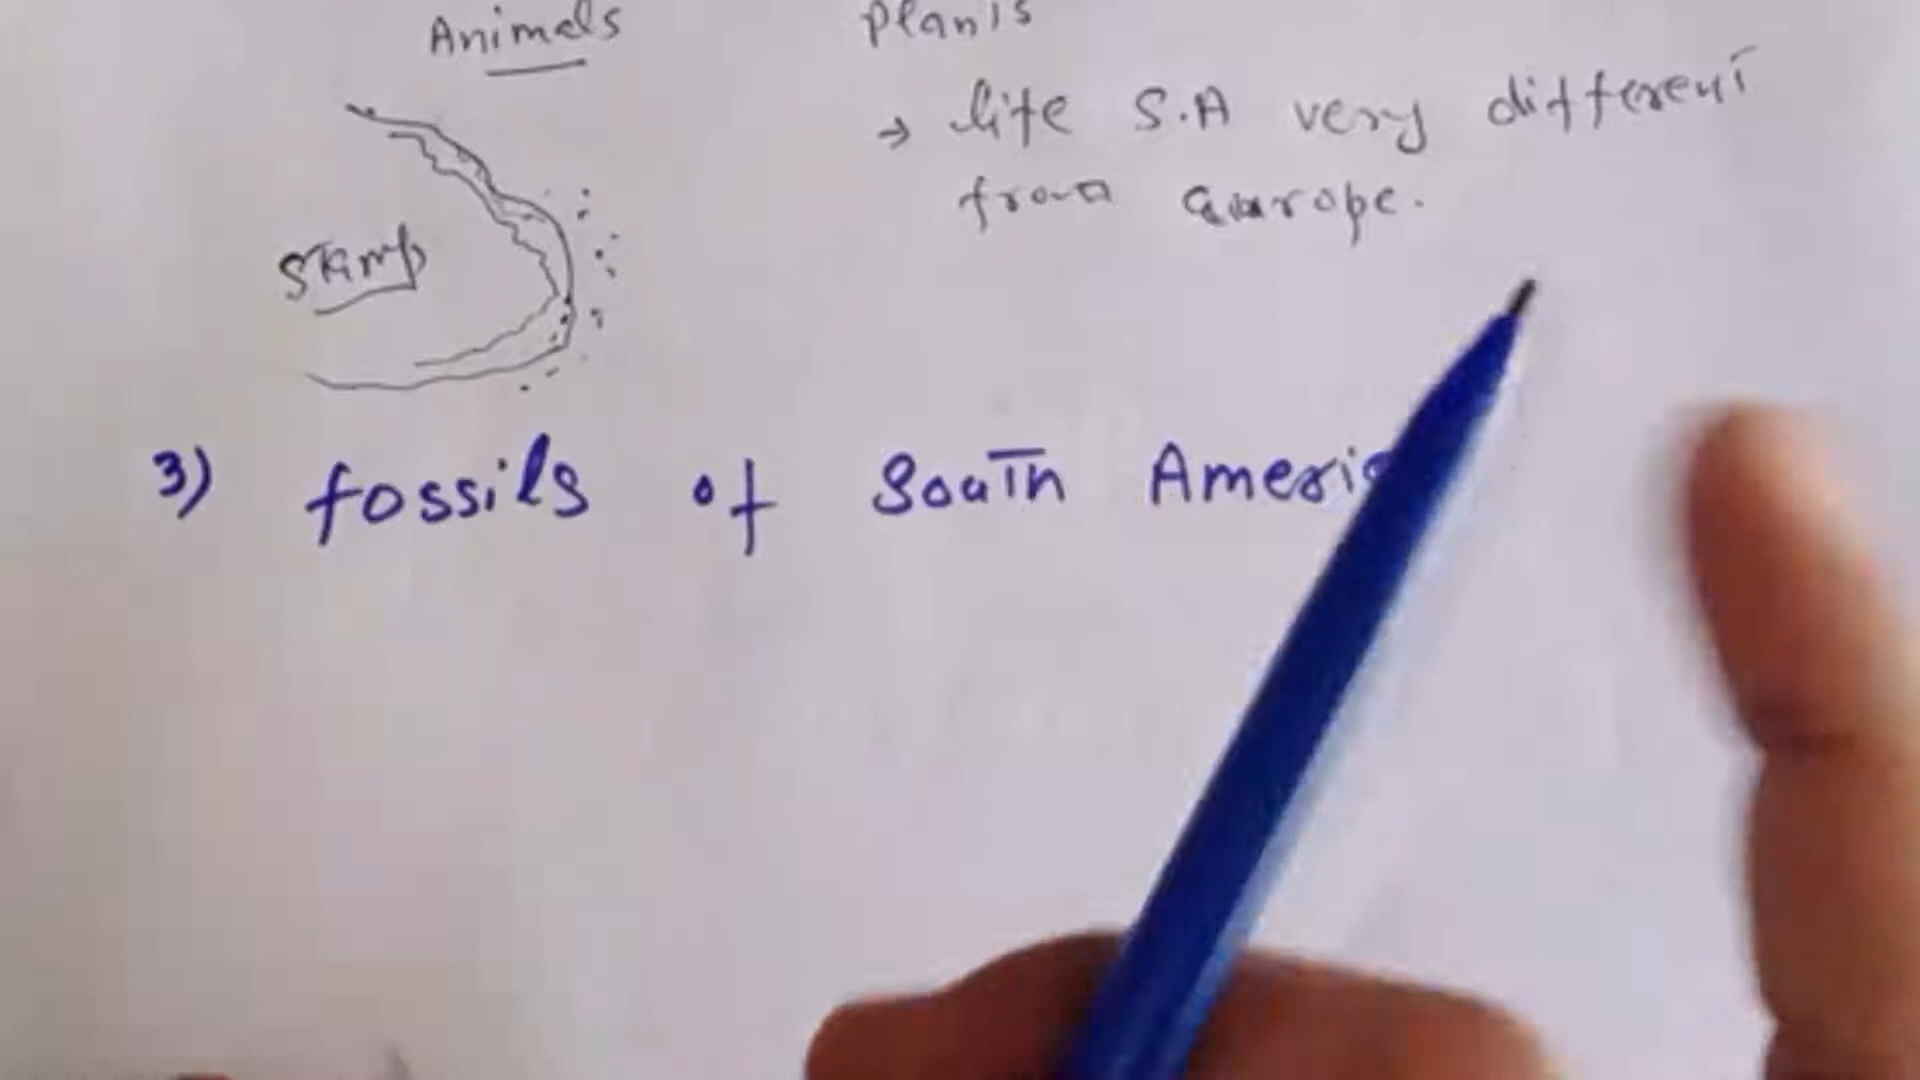 Animals Plants
→ life S.A very different
from Europe.
Stamp
3) fossils of South Ameri